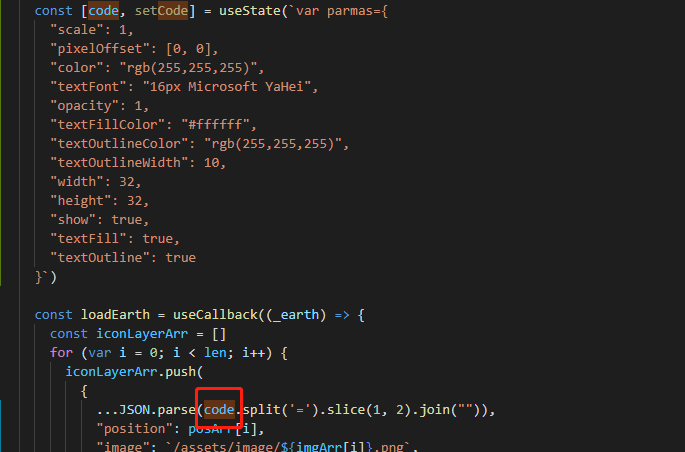 const [code, setCode] = useState(`var parmas={
"scale": 1,
"pixelOffset": [0, 0],
"color": "rgb(255,255,255)",
"textFont": "16px Microsoft YaHei",
"opacity": 1,
"textFillColor": "#ffffff",
"textOutlineColor": "rgb(255,255,255)",
"textOutlineWidth": 10,
"width": 32,
"height": 32,
"show": true,
"textFill": true,
"textOutline": true
}`)
const loadEarth = useCallback((_earth) => {
const iconLayerArr = []
for (var i = 0; i < len; i++) {
iconLayerArr.push(
{
...JSON.parse(code.split('=').slice(1, 2).join("")),
"position": posArr[i],
"image": `/assets/image/${imgArr[i]}.png`,